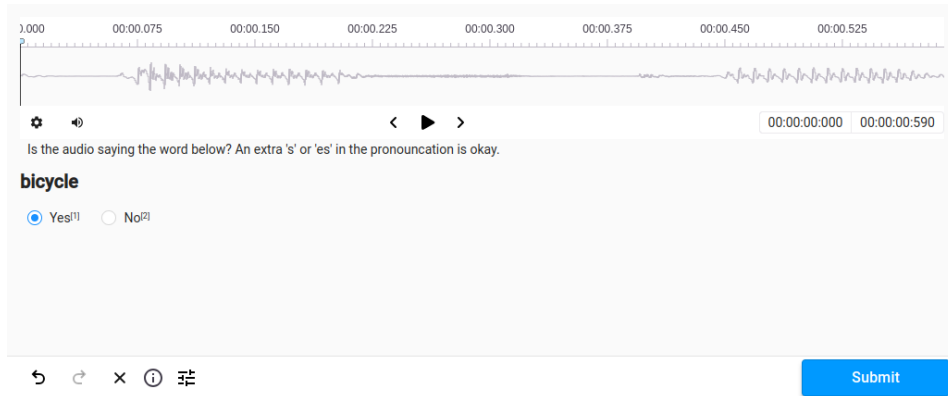 0.000 00:00.075 00:00.150 00:00.225 00:00.300 00:00.375 00:00.450 00:00.525
00:00:00:000 00:00:00:590
Is the audio saying the word below? An extra 's' or 'es' in the pronouncation is okay.
bicycle
Yes[1] No[2]
Submit